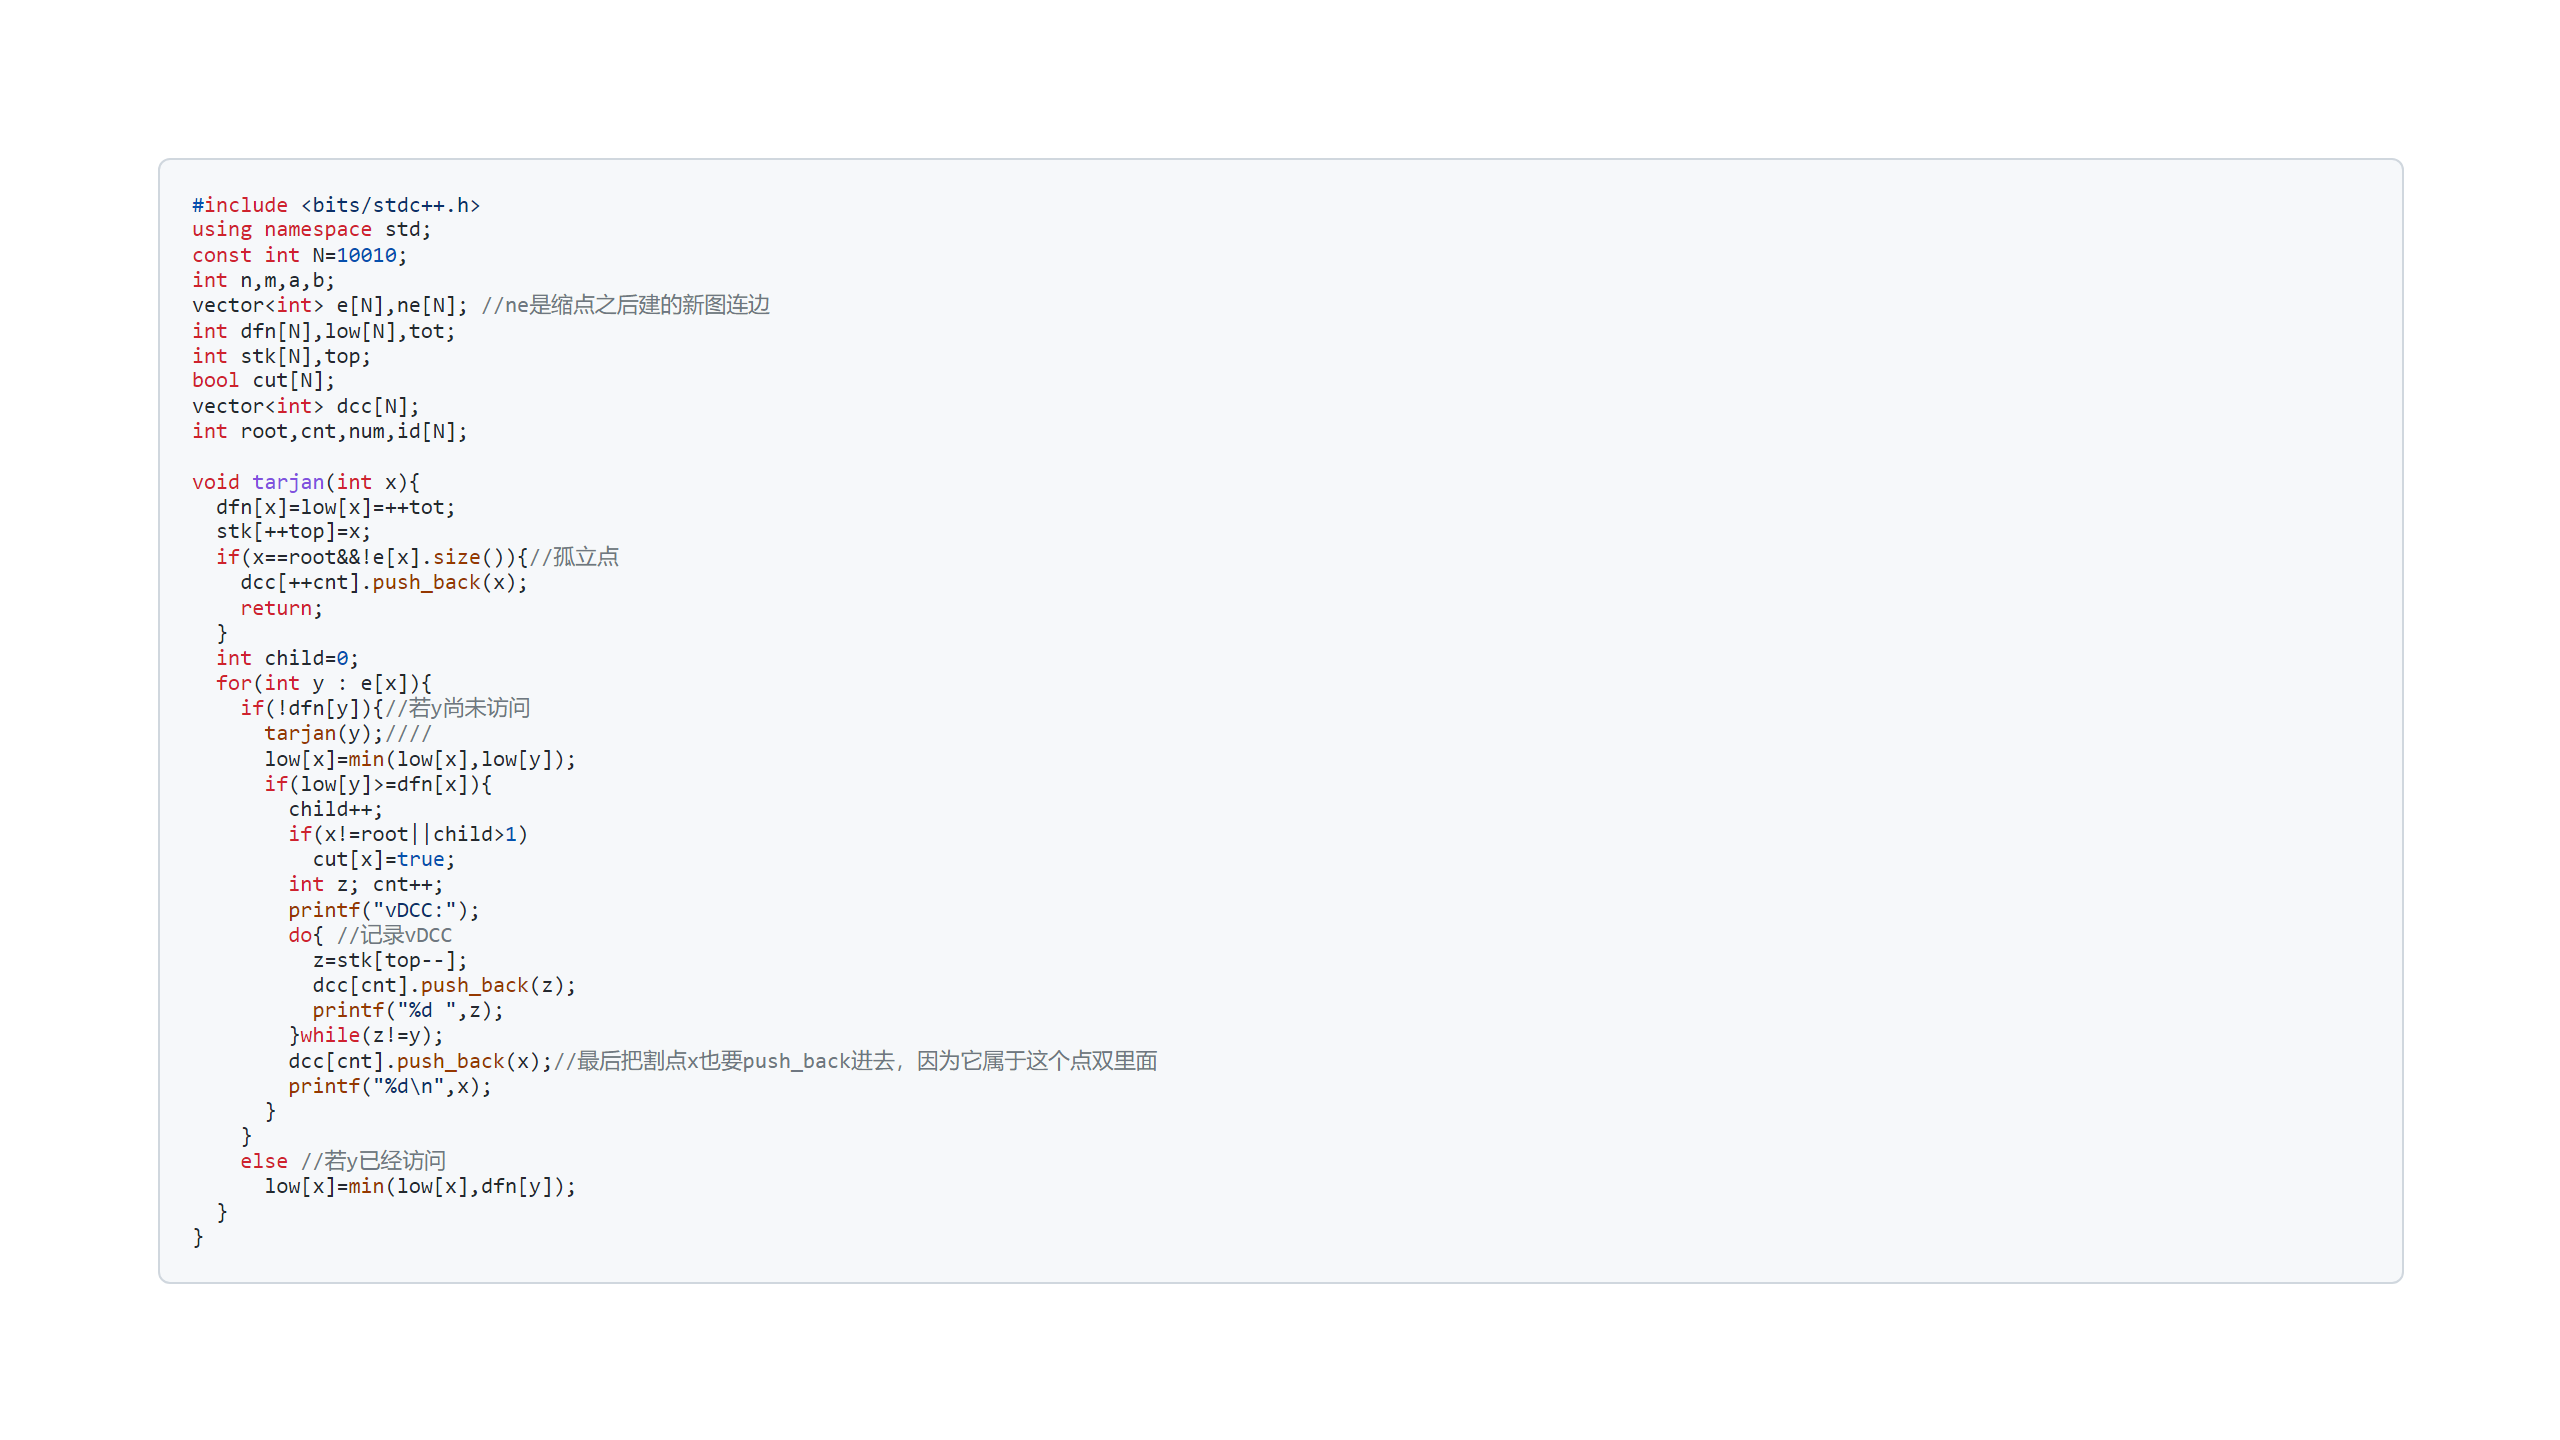 #include <bits/stdc++.h>
using namespace std;
const int N=10010;
int n,m,a,b;
vector<int> e[N],ne[N]; //ne是缩点之后建的新图连边
int dfn[N],low[N],tot;
int stk[N],top;
bool cut[N];
vector<int> dcc[N];
int root,cnt,num,id[N];

void tarjan(int x){
  dfn[x]=low[x]=++tot;
  stk[++top]=x;
  if(x==root&&!e[x].size()){//孤立点
    dcc[++cnt].push_back(x);
    return;
  }
  int child=0;
  for(int y : e[x]){
    if(!dfn[y]){//若y尚未访问
      tarjan(y);////
      low[x]=min(low[x],low[y]);
      if(low[y]>=dfn[x]){
        child++;
        if(x!=root||child>1)
          cut[x]=true;
        int z; cnt++;
        printf("vDCC:");
        do{ //记录vDCC
          z=stk[top--];
          dcc[cnt].push_back(z);
          printf("%d ",z);
        }while(z!=y);
        dcc[cnt].push_back(x);//最后把割点x也要push_back进去，因为它属于这个点双里面
        printf("%d\n",x);
      }
    }
    else //若y已经访问
      low[x]=min(low[x],dfn[y]);
  }
}